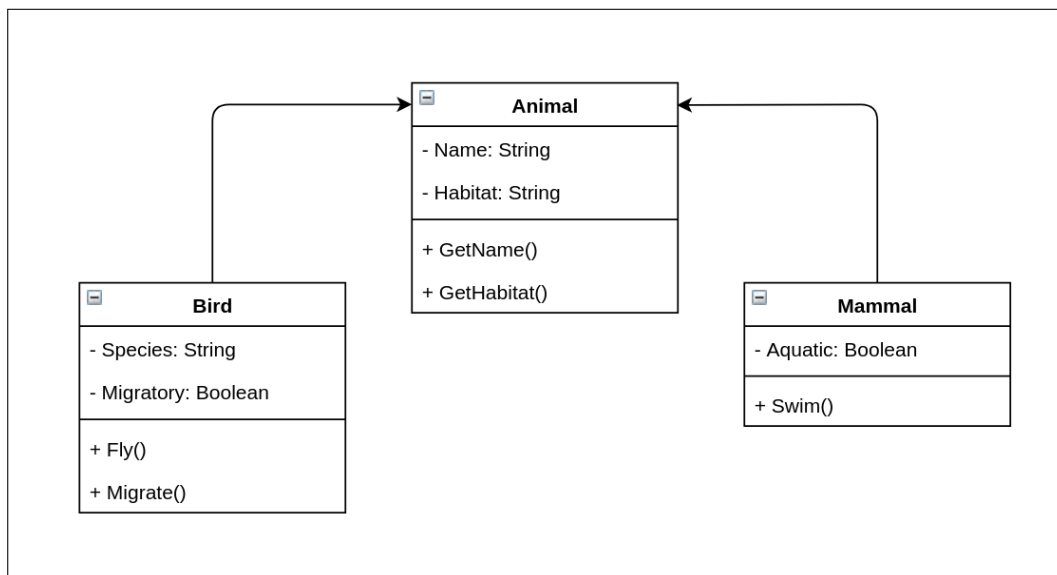 Animal
- Name: String
- Habitat: String
+ GetName()
+ GetHabitat()
Bird
- Species: String
- Migratory: Boolean
+ Fly()
+ Migrate()
Mammal
- Aquatic: Boolean
+ Swim()